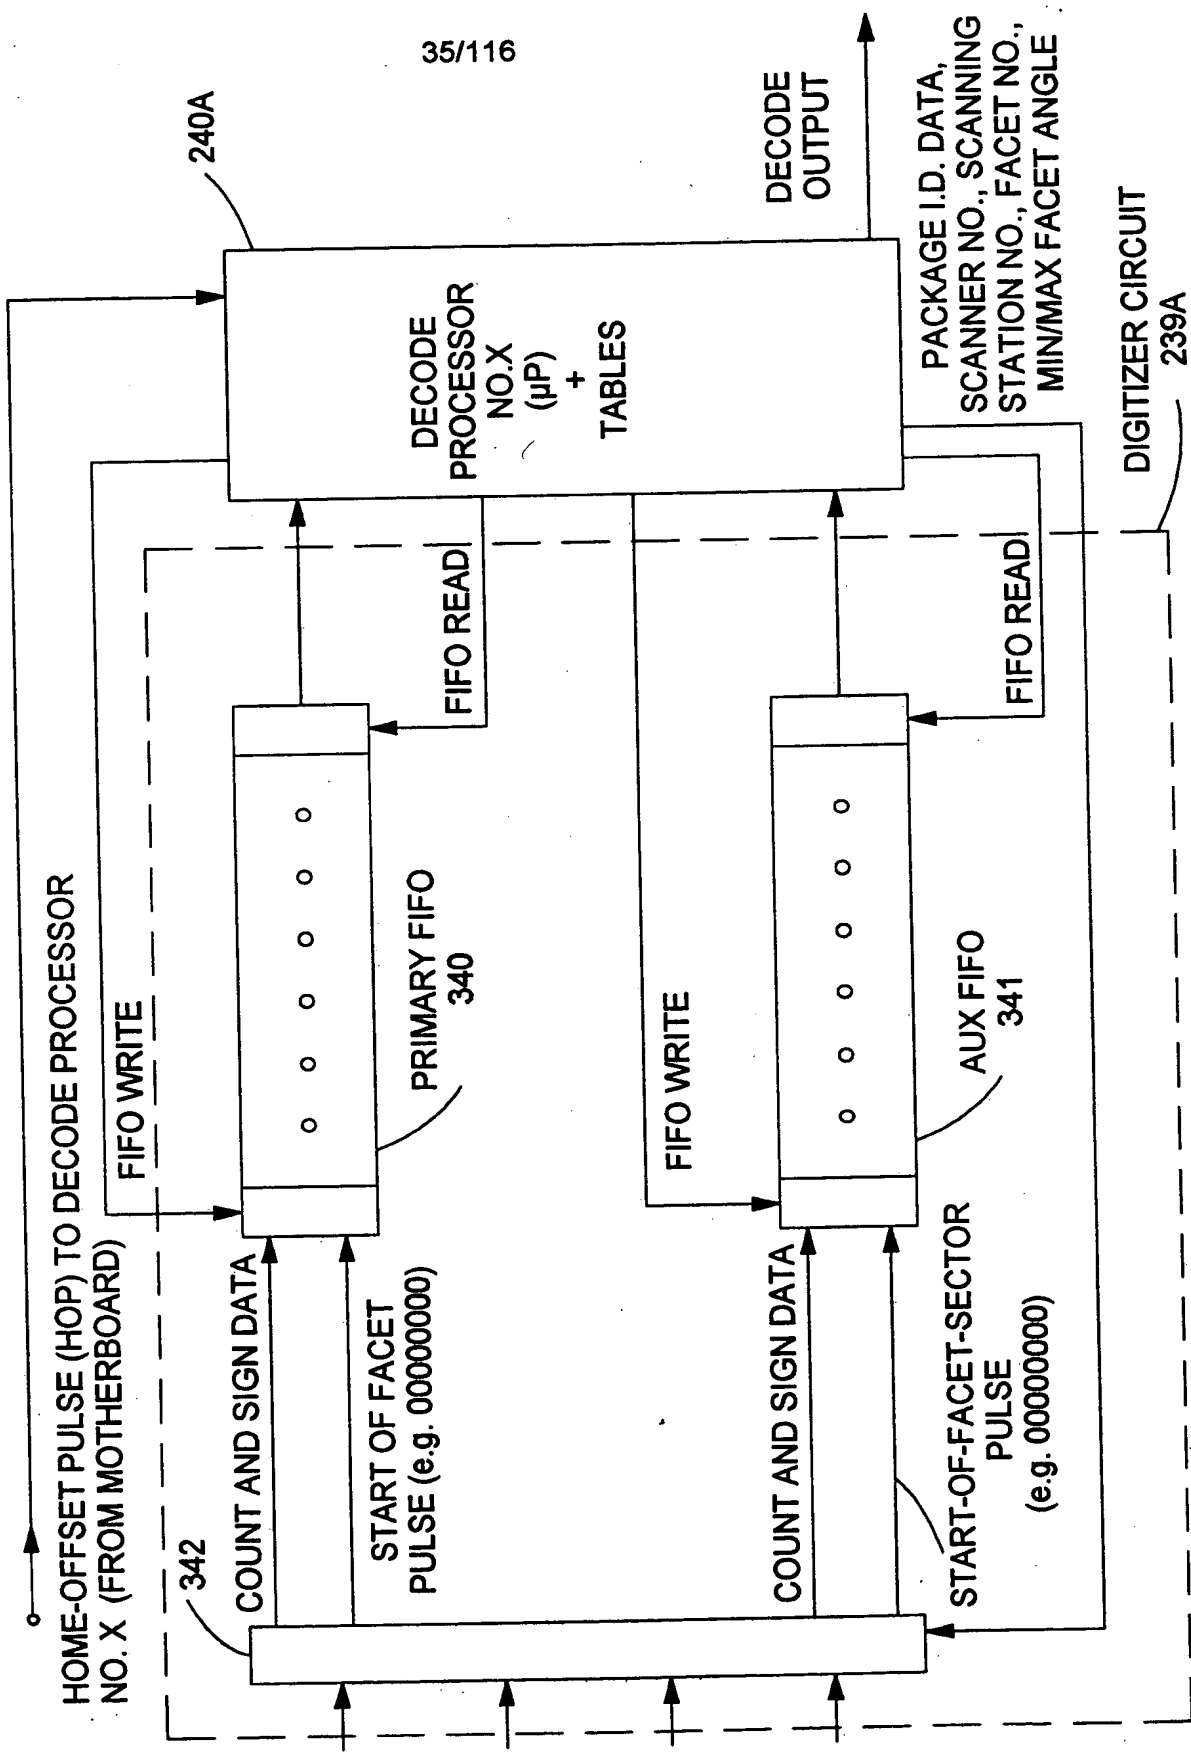 35/116
HOME-OFFSET PULSE (HOP) TO DECODE PROCESSOR
NO. X (FROM MOTHERBOARD)
FIFO WRITE
240A
342
COUNT AND SIGN DATA
START OF FACET
PULSE (e.g. 00000000)
PRIMARY FIFO
340
FIFO READ
DECODE
PROCESSOR
NO.X
(µP)
+
TABLES
DECODE
OUTPUT
FIFO WRITE
COUNT AND SIGN DATA
START-OF-FACET-SECTOR
PULSE
(e.g. 00000000)
AUX FIFO
341
FIFO READ
PACKAGE I.D. DATA,
SCANNER NO., SCANNING
STATION NO., FACET NO.,
MIN/MAX FACET ANGLE
DIGITIZER CIRCUIT
239A